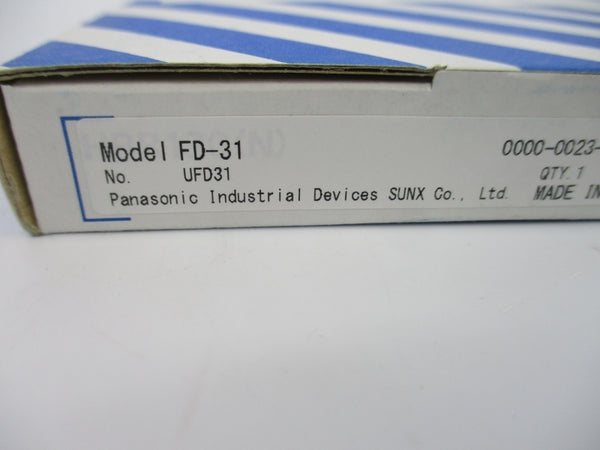 Model FD-31 0000-0023-
No. UFD31 QTY. 1
Panasonic Industrial Devices SUNX Co., Ltd. MADE IN